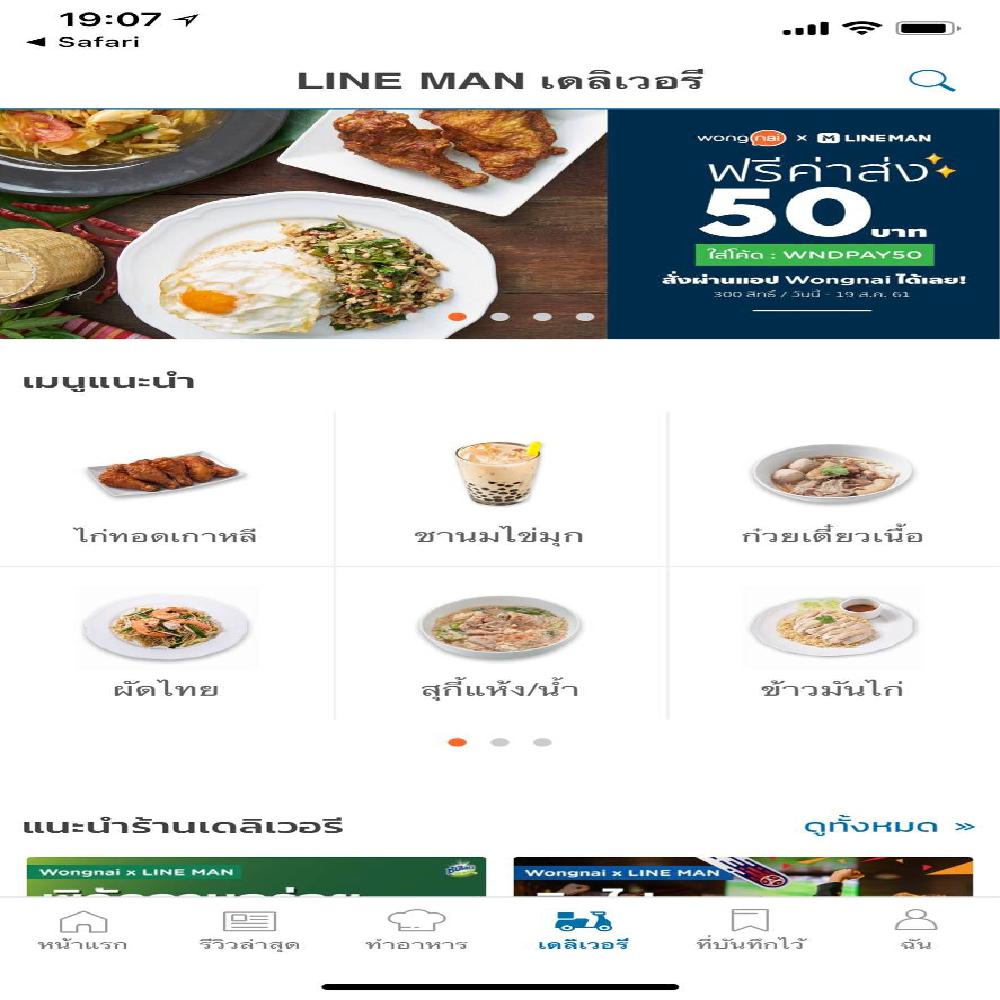 19:07
Safari
LINE MAN เดลิเวอรี
wongnai × LINEMAN
ฟรีค่าส่ง
50 บาท
ใส่โค้ด : WNDPAY50
สั่งผ่านแอป Wongnai ได้เลย!
300 สิทธิ์ / วันนี้ - 19 ส.ค. 61
เมนูแนะนำ
ไก่ทอดเกาหลี
ชานมไข่มุก
ก๋วยเตี๋ยวเนื้อ
ผัดไทย
สุกี้แห้ง/น้ำ
ข้าวมันไก่
แนะนำร้านเดลิเวอรี
ดูทั้งหมด »
Wongnai x LINE MAN
Wongnai x LINE MAN
หน้าแรก
รีวิวล่าสุด
ทำอาหาร
เดลิเวอรี
ที่บันทึกไว้
ฉัน